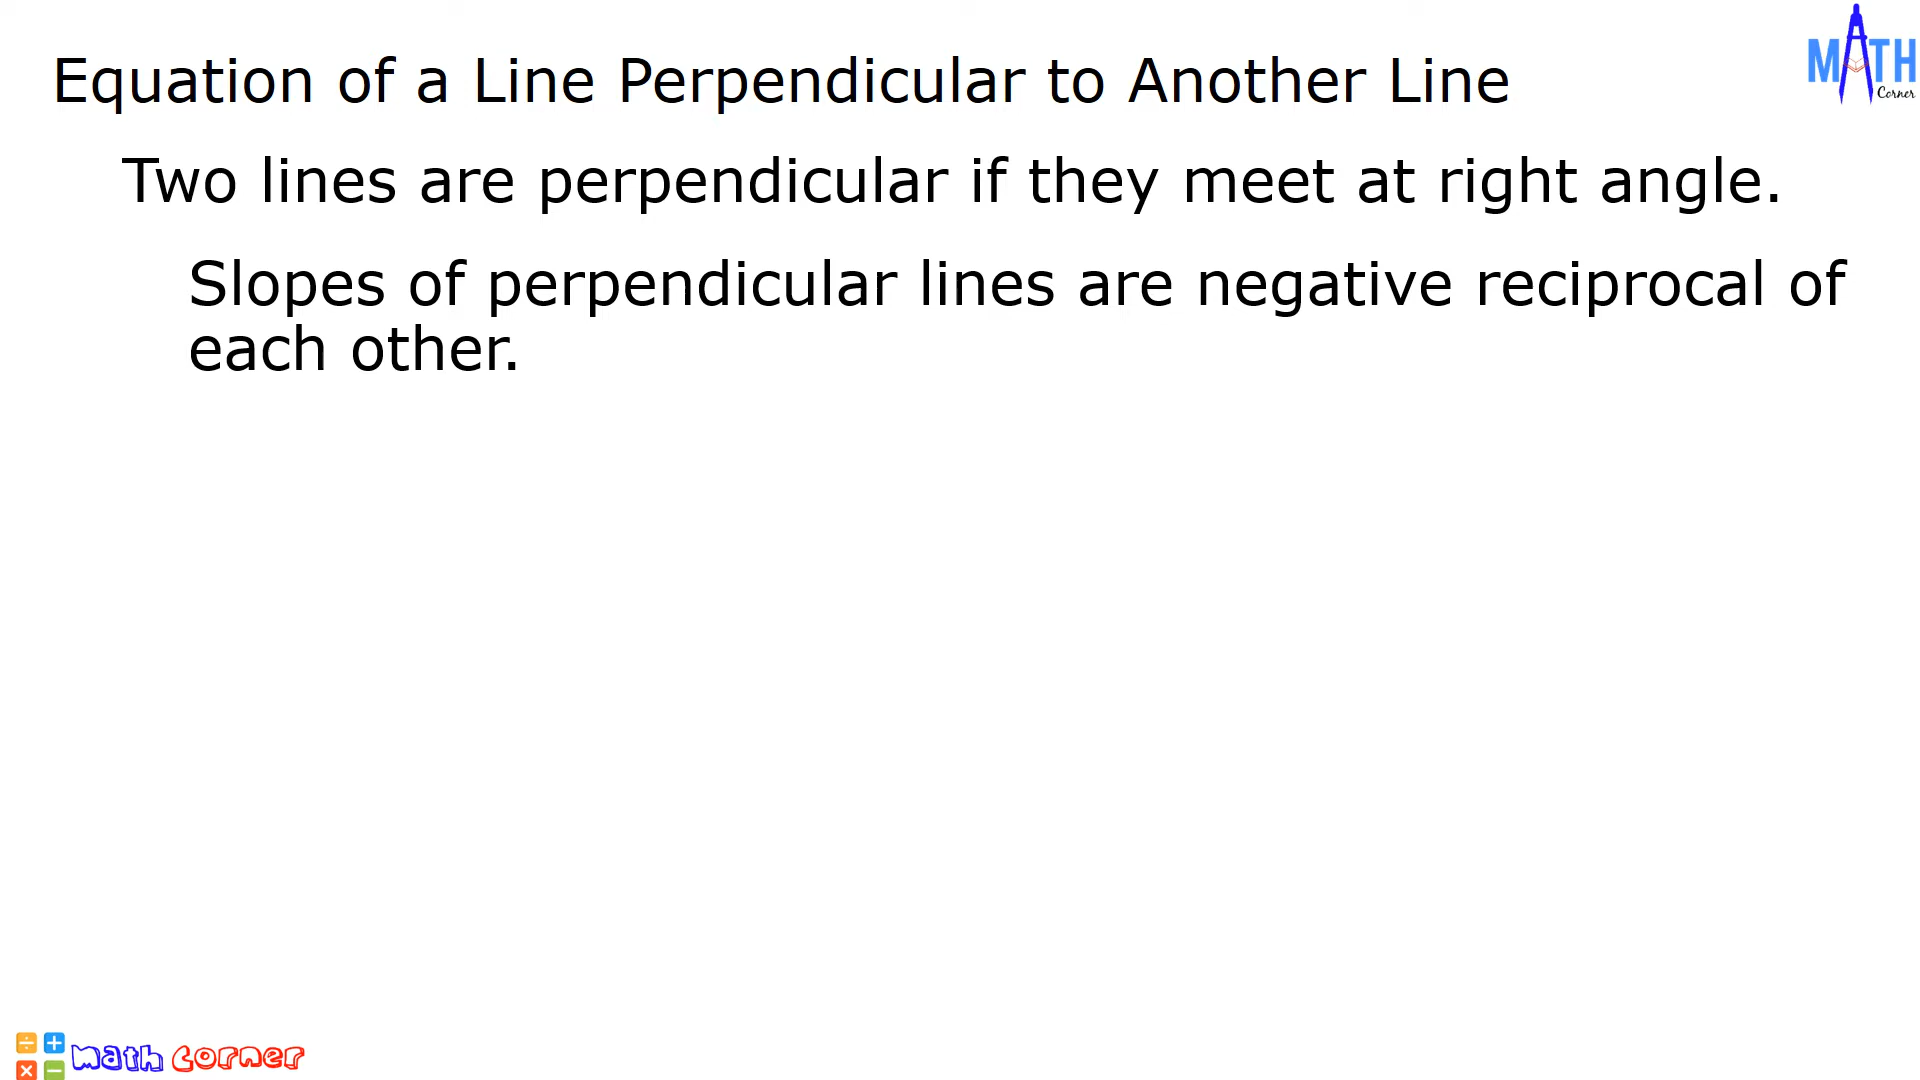 Equation of a Line Perpendicular to Another Line
MATH
Corner
Two lines are perpendicular if they meet at right angle.
Slopes of perpendicular lines are negative reciprocal of
each other.
÷ +
× −
math corner